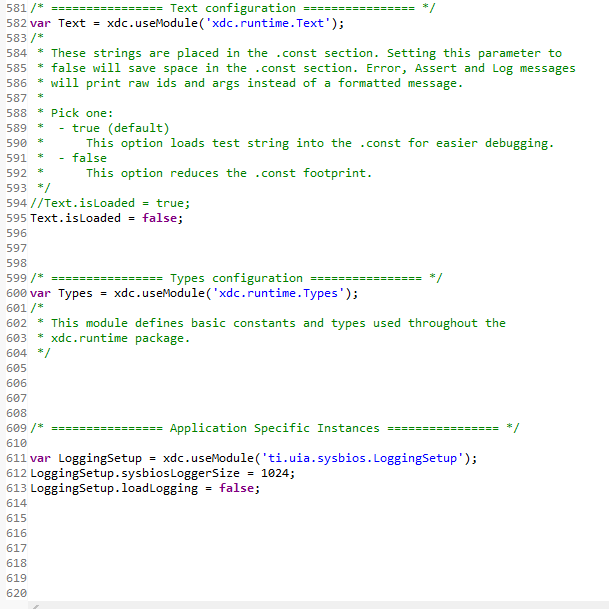 581 /* ================ Text configuration ================ */
582 var Text = xdc.useModule('xdc.runtime.Text');
583 /*
584  * These strings are placed in the .const section. Setting this parameter to
585  * false will save space in the .const section. Error, Assert and Log messages
586  * will print raw ids and args instead of a formatted message.
587  *
588  * Pick one:
589  *  - true (default)
590  *      This option loads test string into the .const for easier debugging.
591  *  - false
592  *      This option reduces the .const footprint.
593  */
594 //Text.isLoaded = true;
595 Text.isLoaded = false;
596
597
598
599 /* ================ Types configuration ================ */
600 var Types = xdc.useModule('xdc.runtime.Types');
601 /*
602  * This module defines basic constants and types used throughout the
603  * xdc.runtime package.
604  */
605
606
607
608
609 /* ================ Application Specific Instances ================ */
610
611 var LoggingSetup = xdc.useModule('ti.uia.sysbios.LoggingSetup');
612 LoggingSetup.sysbiosLoggerSize = 1024;
613 LoggingSetup.loadLogging = false;
614
615
616
617
618
619
620